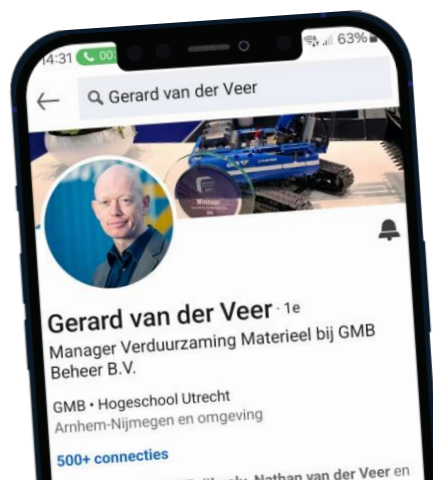 14:31 00
63%
Gerard van der Veer
Gerard van der Veer · 1e
Manager Verduurzaming Materieel bij GMB
Beheer B.V.
GMB • Hogeschool Utrecht
Arnhem-Nijmegen en omgeving
500+ connecties
Nathan van der Veer en